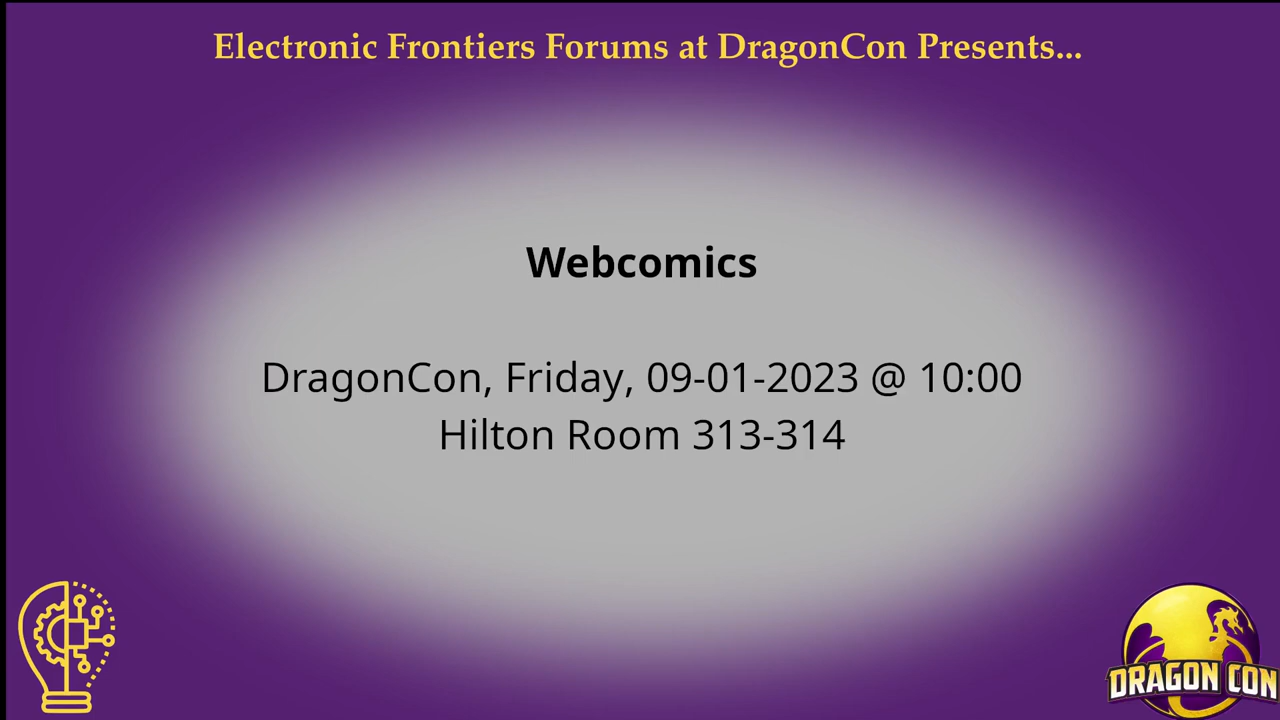 Electronic Frontiers Forums at DragonCon Presents...
Webcomics
DragonCon, Friday, 09-01-2023 @ 10:00
Hilton Room 313-314
DRAGON CON